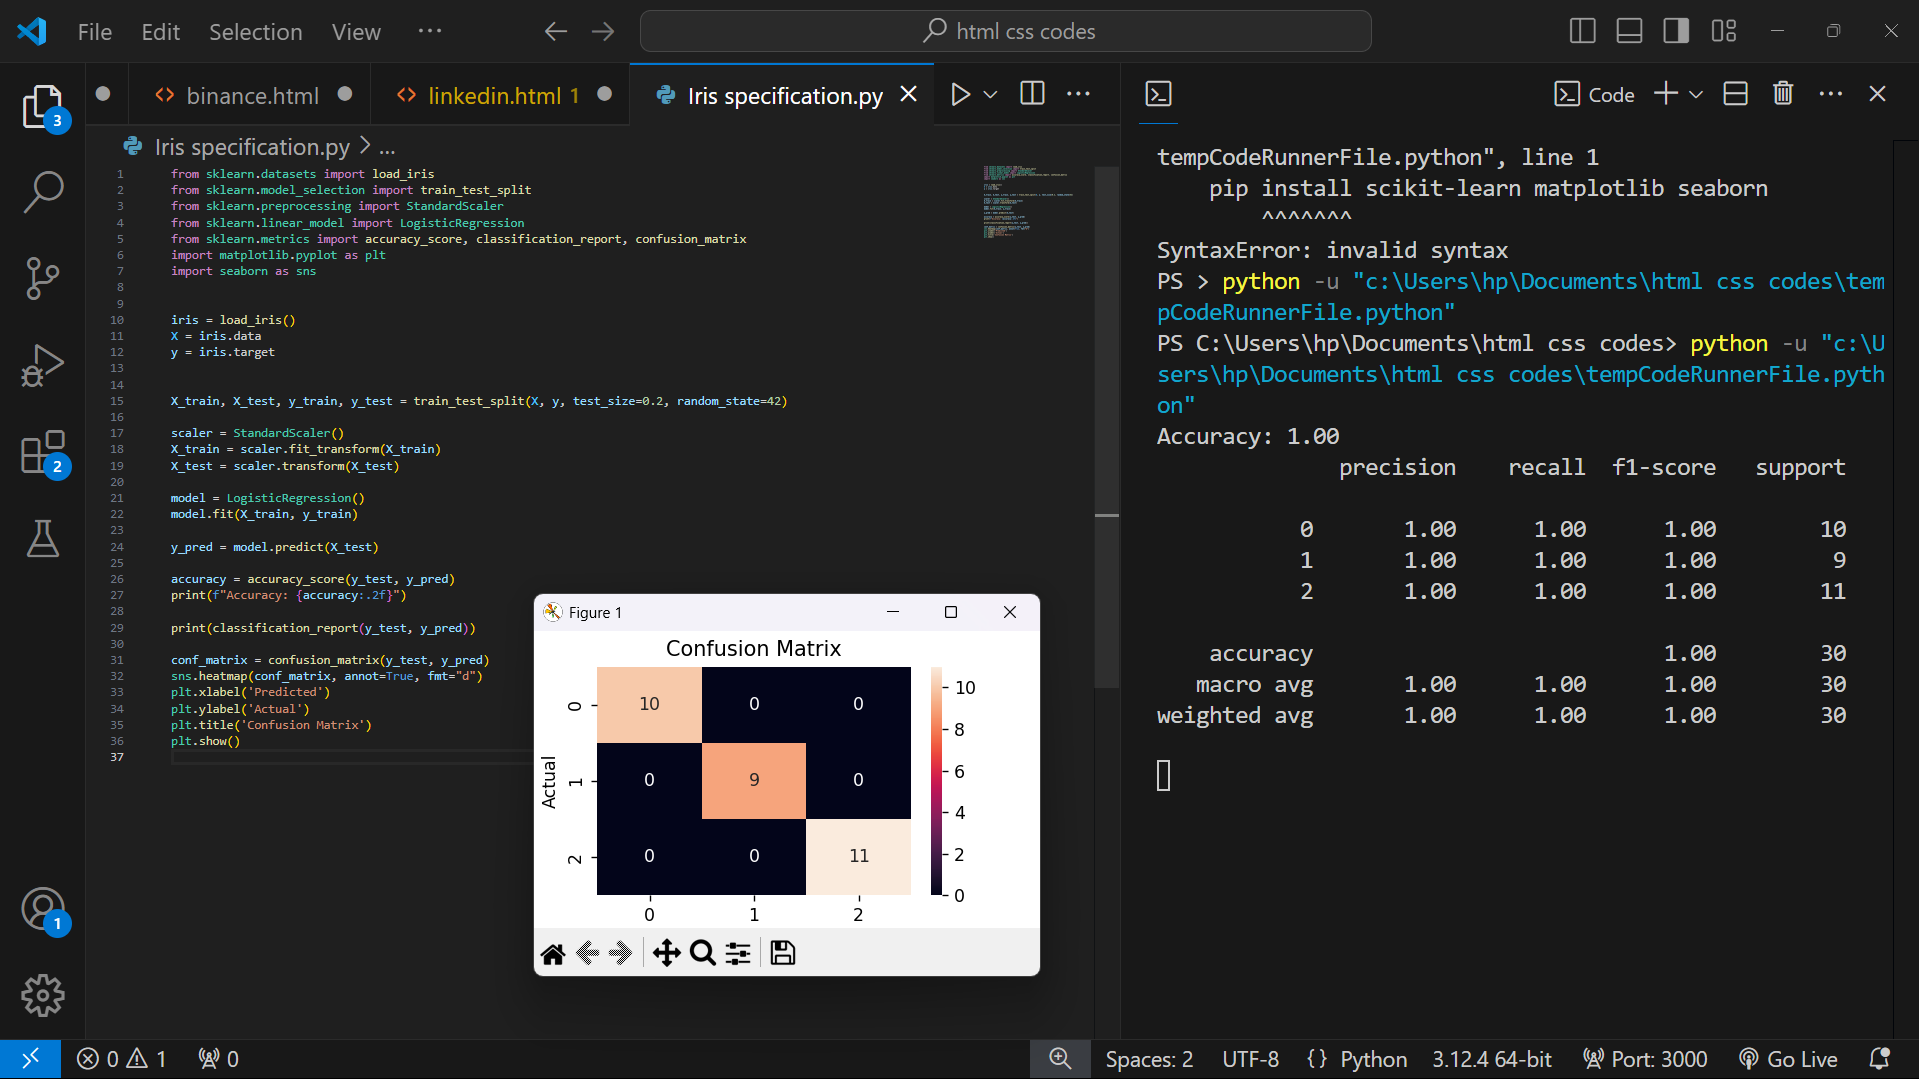 File Edit Selection View ...
html css codes
binance.html
linkedin.html 1
Iris specification.py
Code
3
2
1
Iris specification.py > ...
1 from sklearn.datasets import load_iris
2 from sklearn.model_selection import train_test_split
3 from sklearn.preprocessing import StandardScaler
4 from sklearn.linear_model import LogisticRegression
5 from sklearn.metrics import accuracy_score, classification_report, confusion_matrix
6 import matplotlib.pyplot as plt
7 import seaborn as sns
8
9
10 iris = load_iris()
11 X = iris.data
12 y = iris.target
13
14
15 X_train, X_test, y_train, y_test = train_test_split(X, y, test_size=0.2, random_state=42)
16
17 scaler = StandardScaler()
18 X_train = scaler.fit_transform(X_train)
19 X_test = scaler.transform(X_test)
20
21 model = LogisticRegression()
22 model.fit(X_train, y_train)
23
24 y_pred = model.predict(X_test)
25
26 accuracy = accuracy_score(y_test, y_pred)
27 print(f"Accuracy: {accuracy:.2f}")
28
29 print(classification_report(y_test, y_pred))
30
31 conf_matrix = confusion_matrix(y_test, y_pred)
32 sns.heatmap(conf_matrix, annot=True, fmt="d")
33 plt.xlabel('Predicted')
34 plt.ylabel('Actual')
35 plt.title('Confusion Matrix')
36 plt.show()
37
Figure 1
Confusion Matrix
Actual
0 10 0 0
1 0 9 0
2 0 0 11
0 1 2
10
8
6
4
2
0
tempCodeRunnerFile.python", line 1
pip install scikit-learn matplotlib seaborn
^^^^^^^
SyntaxError: invalid syntax
PS > python -u "c:\Users\hp\Documents\html css codes\tem
pCodeRunnerFile.python"
PS C:\Users\hp\Documents\html css codes> python -u "c:\U
sers\hp\Documents\html css codes\tempCodeRunnerFile.pyth
on"
Accuracy: 1.00
precision recall f1-score support
0 1.00 1.00 1.00 10
1 1.00 1.00 1.00 9
2 1.00 1.00 1.00 11
accuracy 1.00 30
macro avg 1.00 1.00 1.00 30
weighted avg 1.00 1.00 1.00 30
0 1 0
Spaces: 2 UTF-8 {} Python 3.12.4 64-bit Port: 3000 Go Live